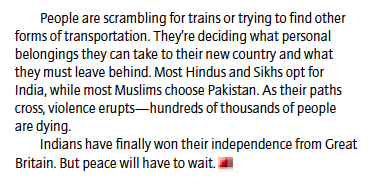 People are scrambling for trains or trying to find other
forms of transportation. They're deciding what personal
belongings they can take to their new country and what
they must leave behind. Most Hindus and Sikhs opt for
India, while most Muslims choose Pakistan. As their paths
cross, violence erupts—hundreds of thousands of people
are dying.
Indians have finally won their independence from Great
Britain. But peace will have to wait.